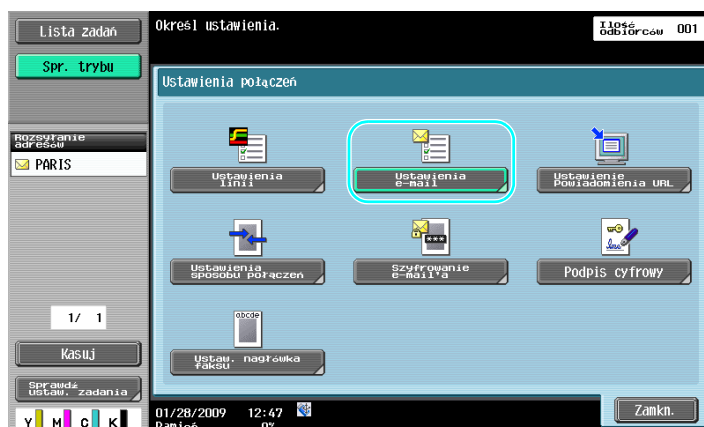 Lista zadań
Określ ustawienia.
Ilość
odbiorców
001
Spr. trybu
Ustawienia połączeń
Rozsyłanie
adresów
PARIS
Ustawienia
linii
Ustawienia
e-mail
Ustawienie
Powiadomienia URL
Ustawienia
sposobu połączeń
Szyfrowanie
e-mail'a
Podpis cyfrowy
abcde
Ustaw. nagłówka
faksu
1/ 1
Kasuj
Sprawdź
ustaw. zadania
Zamkn.
01/28/2009 12:47
Pamięć 0%
Y M C K